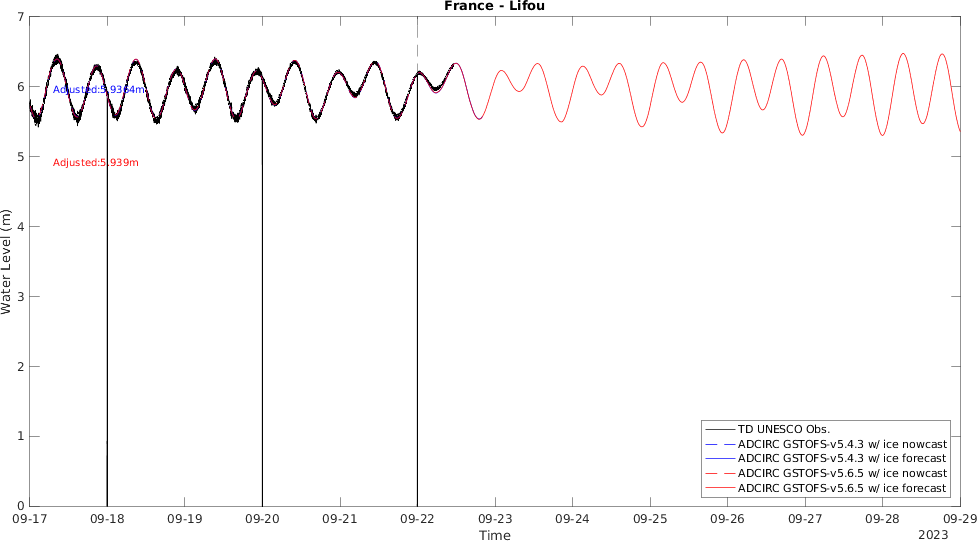 France - Lifou
7
6
5
4
3
2
1
0
Water Level (m)
Adjusted:5.9364m
Adjusted:5.939m
TD UNESCO Obs.
ADCIRC GSTOFS-v5.4.3 w/ ice nowcast
ADCIRC GSTOFS-v5.4.3 w/ ice forecast
ADCIRC GSTOFS-v5.6.5 w/ ice nowcast
ADCIRC GSTOFS-v5.6.5 w/ ice forecast
09-17 09-18 09-19 09-20 09-21 09-22 09-23 09-24 09-25 09-26 09-27 09-28 09-29
Time
2023